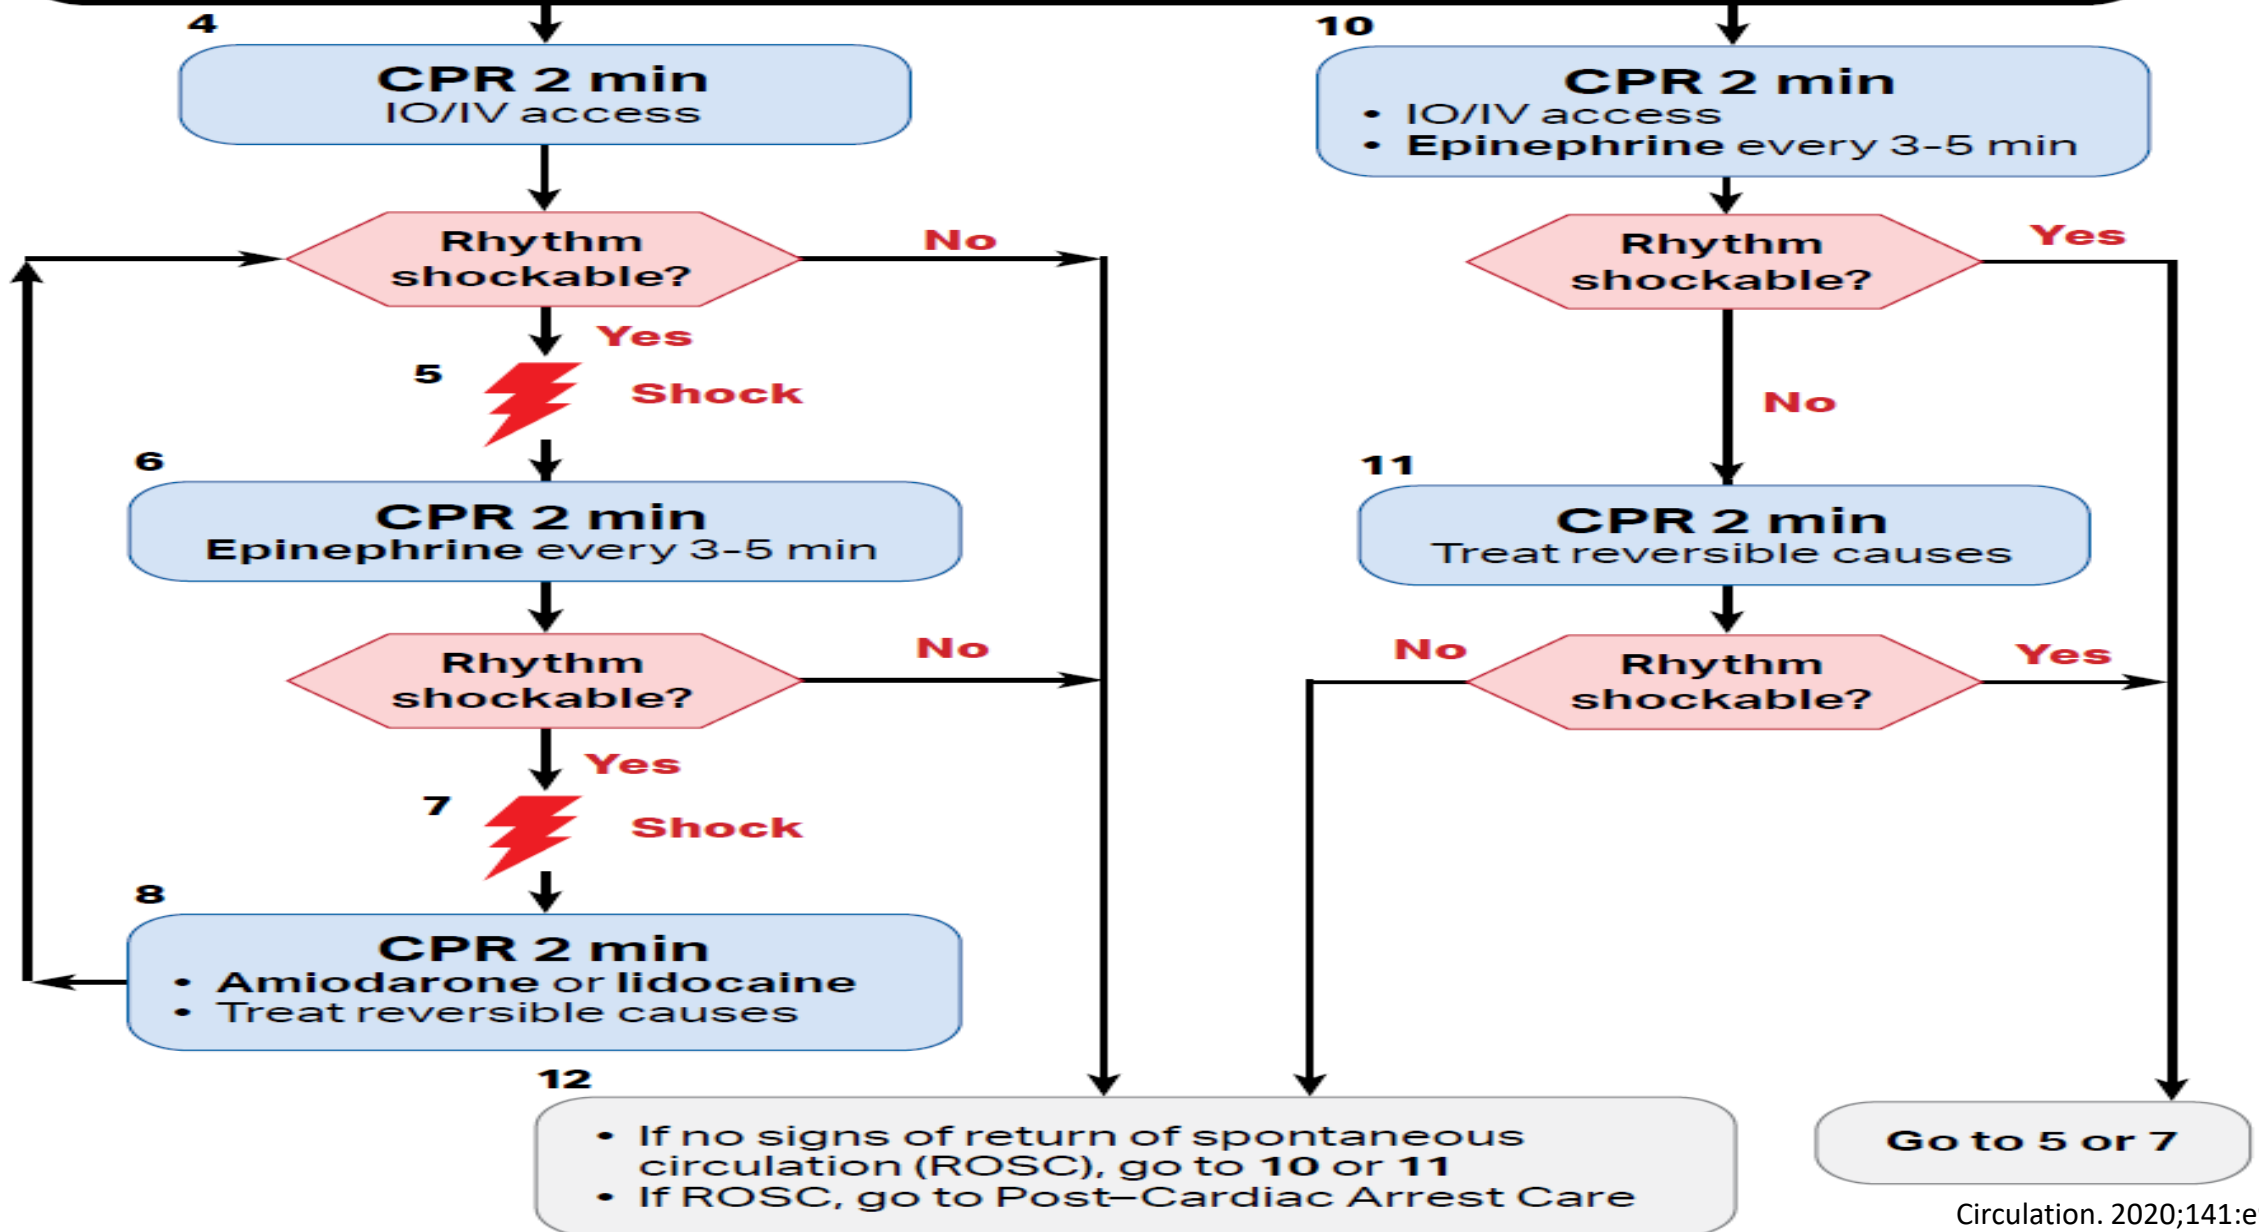 4
CPR 2 min
IO/IV access
Rhythm
shockable?
No
Yes
5
Shock
6
CPR 2 min
Epinephrine every 3-5 min
Rhythm
shockable?
No
Yes
7
Shock
8
CPR 2 min
• Amiodarone or lidocaine
• Treat reversible causes
10
CPR 2 min
• IO/IV access
• Epinephrine every 3-5 min
Rhythm
shockable?
Yes
No
11
CPR 2 min
Treat reversible causes
No
Rhythm
shockable?
Yes
12
• If no signs of return of spontaneous
circulation (ROSC), go to 10 or 11
• If ROSC, go to Post–Cardiac Arrest Care
Go to 5 or 7
Circulation. 2020;141:e